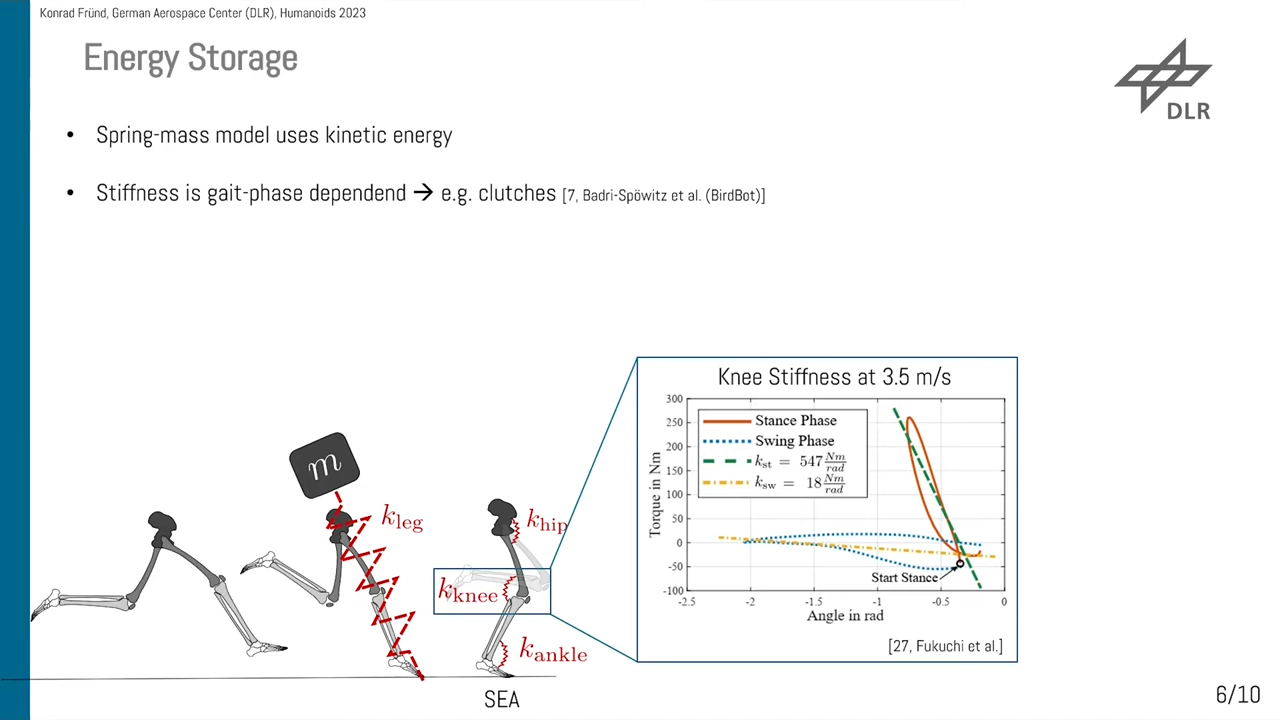 Konrad Fründ, German Aerospace Center (DLR), Humanoids 2023
Energy Storage
DLR
• Spring-mass model uses kinetic energy
• Stiffness is gait-phase dependend → e.g. clutches [7, Badri-Spöwitz et al. (BirdBot)]
m
k_leg
k_hip
k_knee
k_ankle
SEA
Knee Stiffness at 3.5 m/s
Stance Phase
Swing Phase
k_st = 547 Nm/rad
k_sw = 18 Nm/rad
Torque in Nm
300
250
200
150
100
50
0
-50
-100
Start Stance
-2.5 -2 -1.5 -1 -0.5 0
Angle in rad
[27, Fukuchi et al.]
6/10